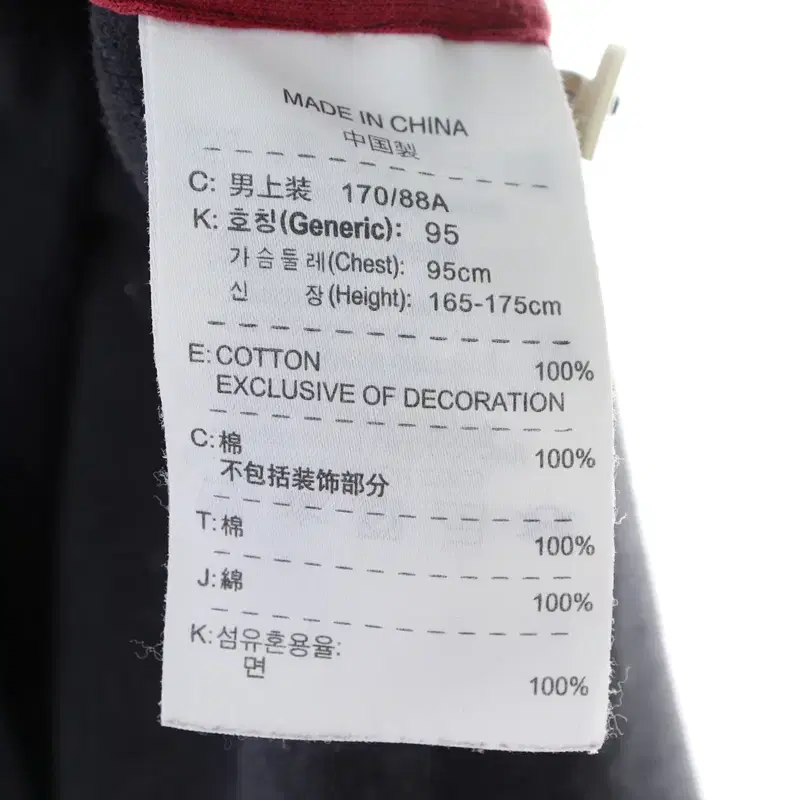 MADE IN CHINA
中国製
C: 男上装 170/88A
K: 호칭(Generic): 95
가슴둘레(Chest): 95cm
신 장(Height): 165-175cm
E: COTTON 100%
EXCLUSIVE OF DECORATION
C: 棉 100%
不包括装饰部分
T: 棉 100%
J: 綿 100%
K: 섬유혼용율:
면 100%